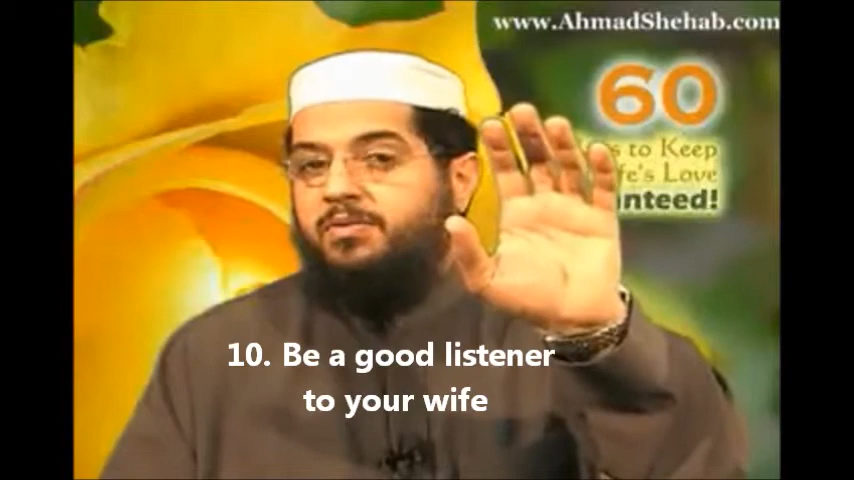 www.AhmadShehab.com
60
to Keep
Love
10. Be a good listener
to your wife